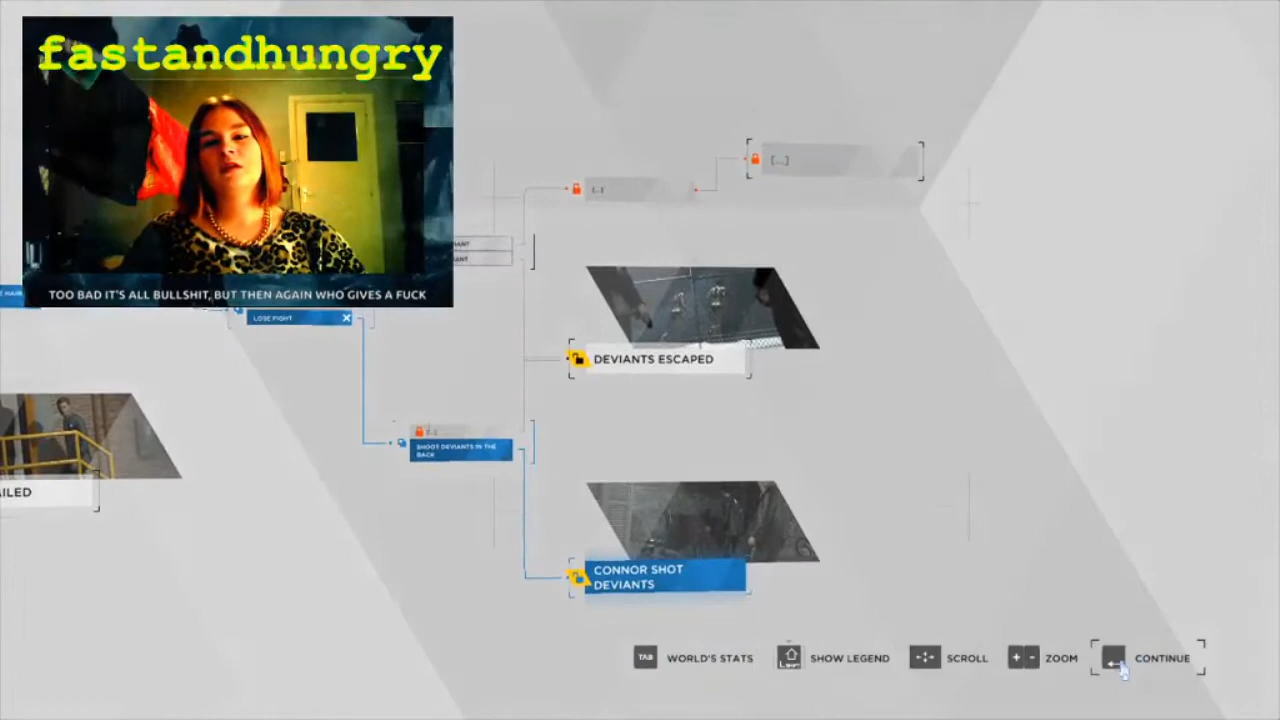 fastandhungry
TOO BAD IT'S ALL BULLSHIT, BUT THEN AGAIN WHO GIVES A FUCK
[...]
[...]
LOSE FIGHT
DEVIANTS ESCAPED
[...]
SHOOT DEVIANTS IN THE
BACK
AILED
CONNOR SHOT
DEVIANTS
TAB WORLD'S STATS
SHOW LEGEND
SCROLL
+ - ZOOM
CONTINUE